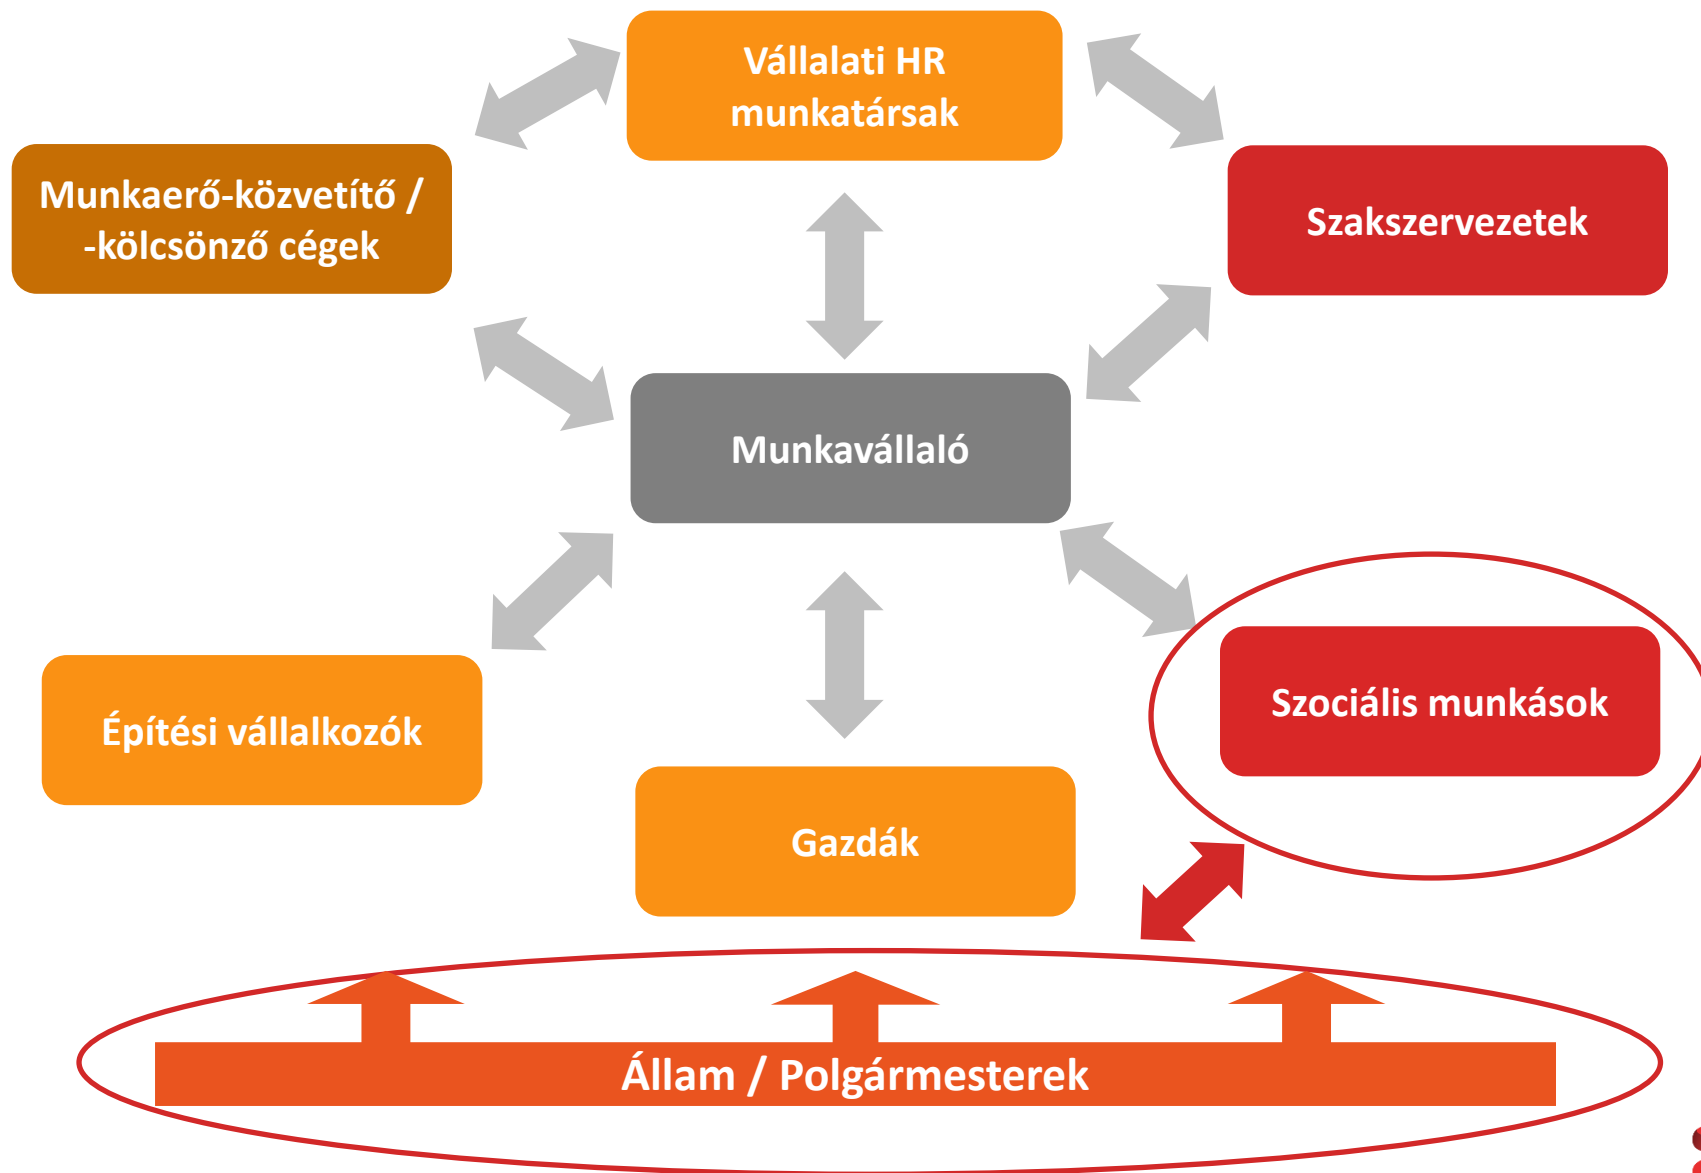 Vállalati HR
munkatársak
Munkaerő-közvetítő /
-kölcsönző cégek
Szakszervezetek
Munkavállaló
Szociális munkások
Építési vállalkozók
Gazdák
Állam / Polgármesterek